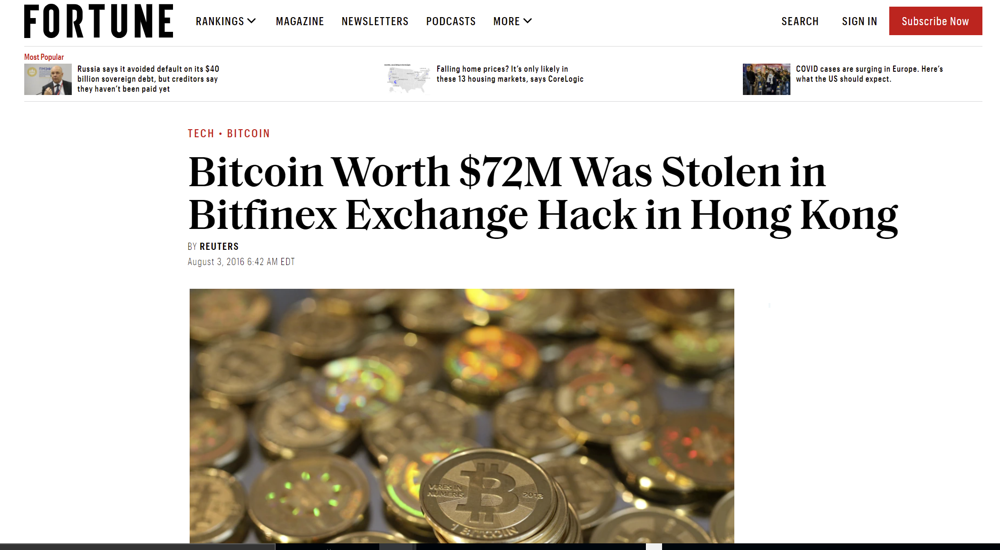 FORTUNE
RANKINGS
MAGAZINE
NEWSLETTERS
PODCASTS
MORE
SEARCH
SIGN IN
Subscribe Now
Most Popular
Russia says it avoided default on its $40
billion sovereign debt, but creditors say
they haven't been paid yet
Falling home prices? It's only likely in
these 13 housing markets, says CoreLogic
COVID cases are surging in Europe. Here's
what the US should expect.
TECH • BITCOIN
Bitcoin Worth $72M Was Stolen in
Bitfinex Exchange Hack in Hong Kong
BY REUTERS
August 3, 2016 6:42 AM EDT
VIRES IN
NUMERIS
2013
1 BITCOIN